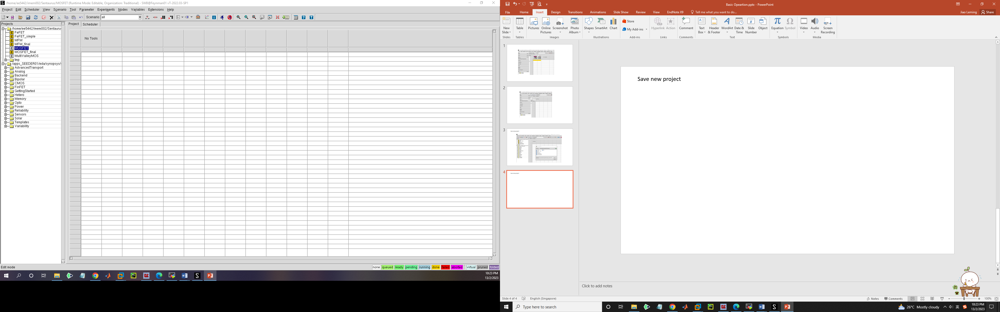 /home/ee5442/imem002/Sentaurus/MOSFET (Runtime Mode: Editable, Organization: Traditional) - SWB@Feynman01 vT-2022.03-SP1
Project Edit Scheduler View Scenario Tool Parameter Experiments Nodes Variables Extensions Help
Scenario: all
Projects
/home/ee5442/imem002/Sentaurus
FeFET
FeFET_simple
MFM
MFM_final
MOSFET
MOSFET_final
MultiValleyMOS
tmp
/apps_SEEDER01/eda/synopsys/s
AdvancedTransport
Analog
Backend
Bipolar
CMOS
FinFET
GettingStarted
Hetero
Memory
Opto
Power
Reliability
Sensors
Solar
Templates
Variability
Project Scheduler
No Tools
Edit mode
none queued ready pending running done failed aborted virtual pruned folded
10:23 PM
13/2/2023
Basic Opeartion.pptx - PowerPoint
File Home Insert Design Transitions Animations Slide Show Review View EndNote X9 Tell me what you want to do...
Jiao Leming Share
New Slide
Table
Pictures
Online Pictures
Screenshot
Photo Album
Shapes
SmartArt
Chart
Store
My Add-ins
Hyperlink
Action
Comment
Text Box
Header & Footer
WordArt
Date & Time
Slide Number
Object
Equation
Symbol
Video
Audio
Screen Recording
Slides Tables Images Illustrations Add-ins Links Comments Text Symbols Media
1
2
3
4
Save new project
Click to add notes
Slide 4 of 4 English (Singapore)
Notes Comments 100%
Type here to search
26°C Mostly cloudy
英
10:23 PM
13/2/2023